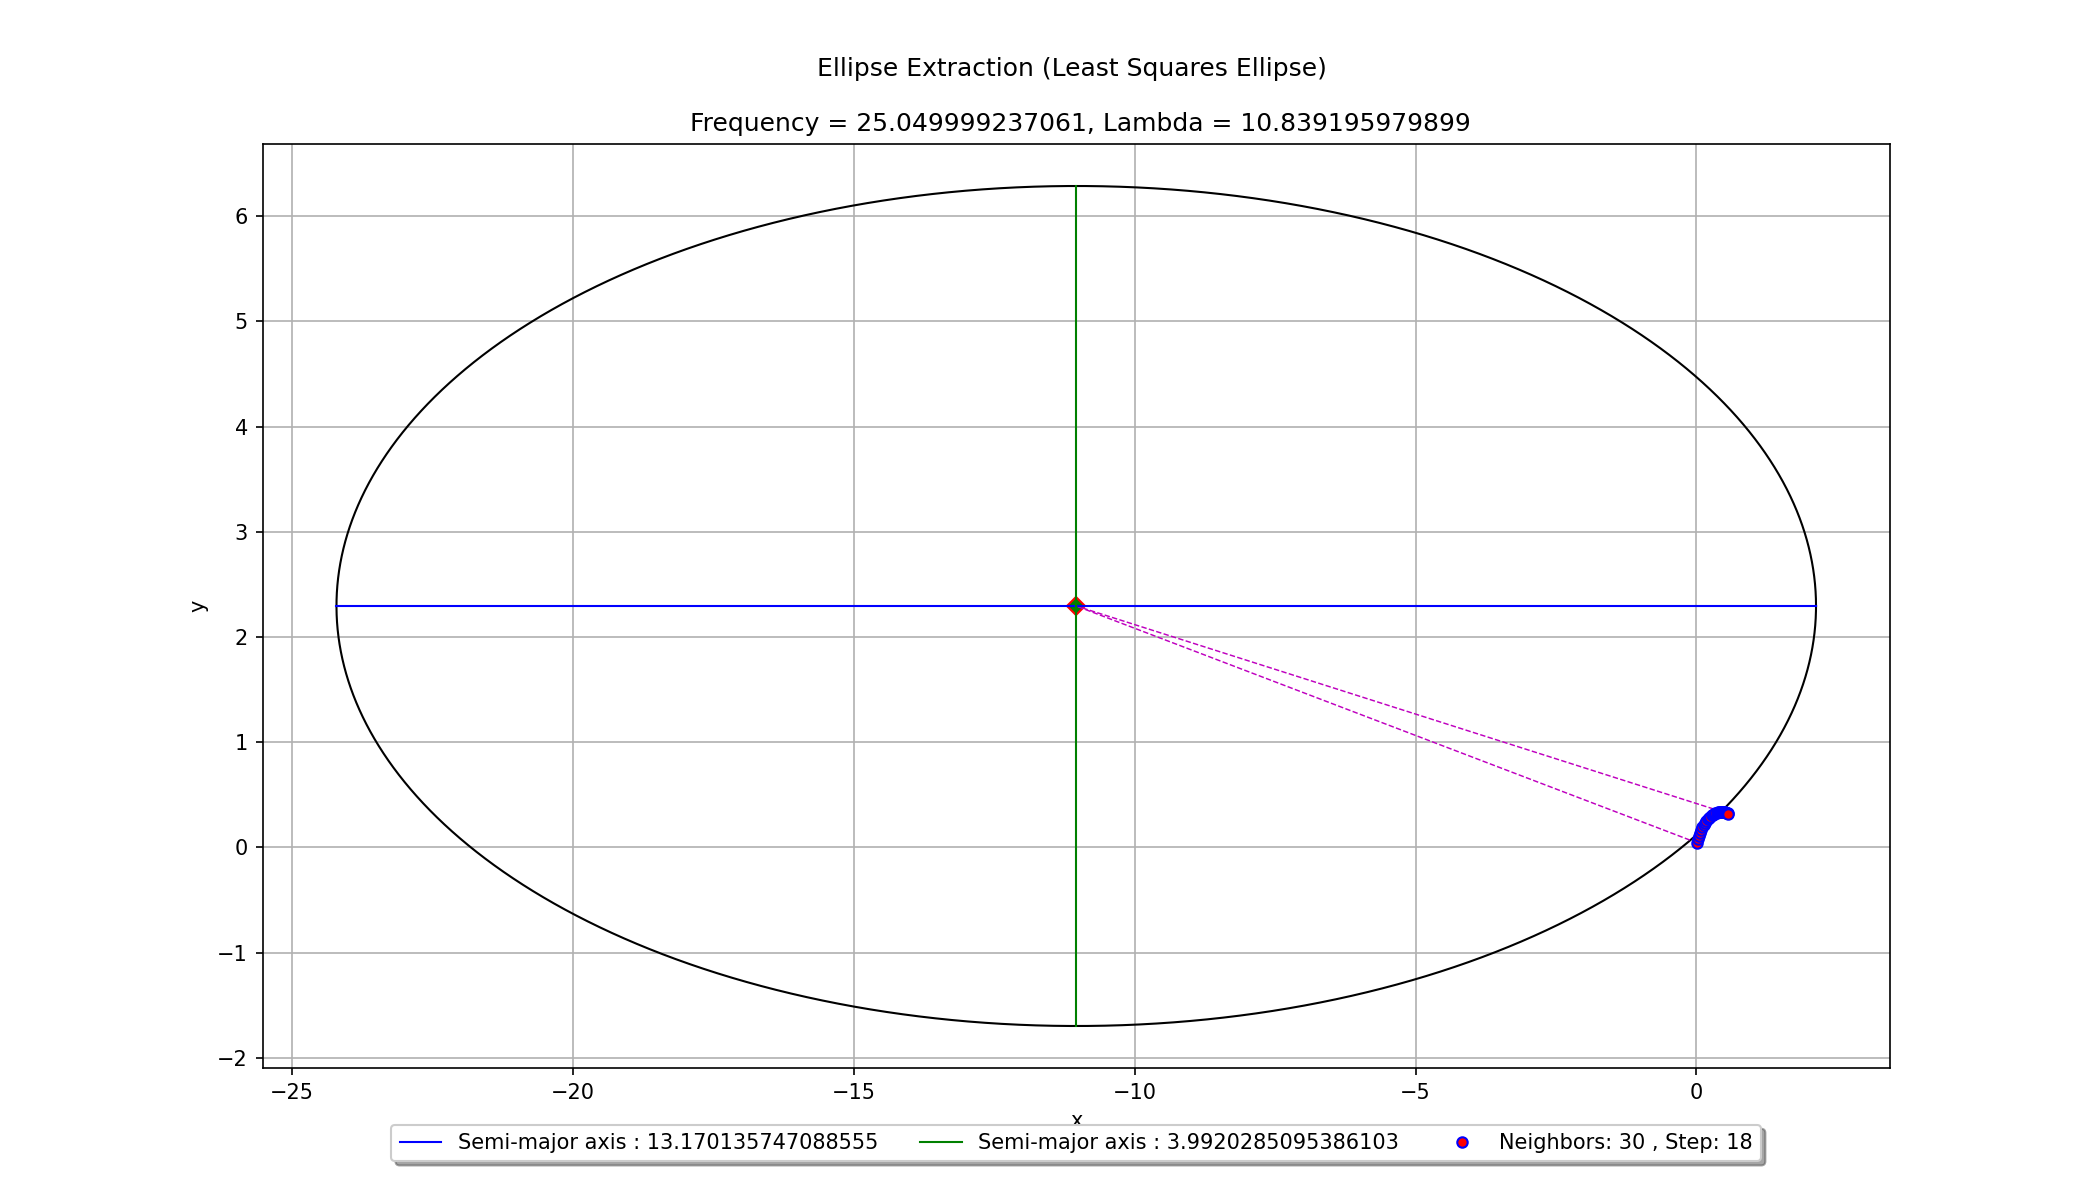 Ellipse Extraction (Least Squares Ellipse)
Frequency = 25.049999237061, Lambda = 10.839195979899
6
5
4
3
2
1
0
−1
−2
y
−25 −20 −15 −10 −5 0
x
Semi-major axis : 13.170135747088555 Semi-major axis : 3.9920285095386103 Neighbors: 30 , Step: 18